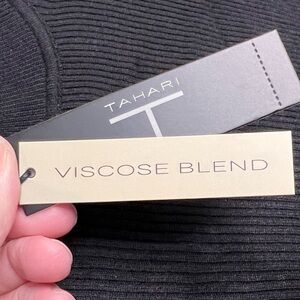 TAHARI
T
VISCOSE BLEND